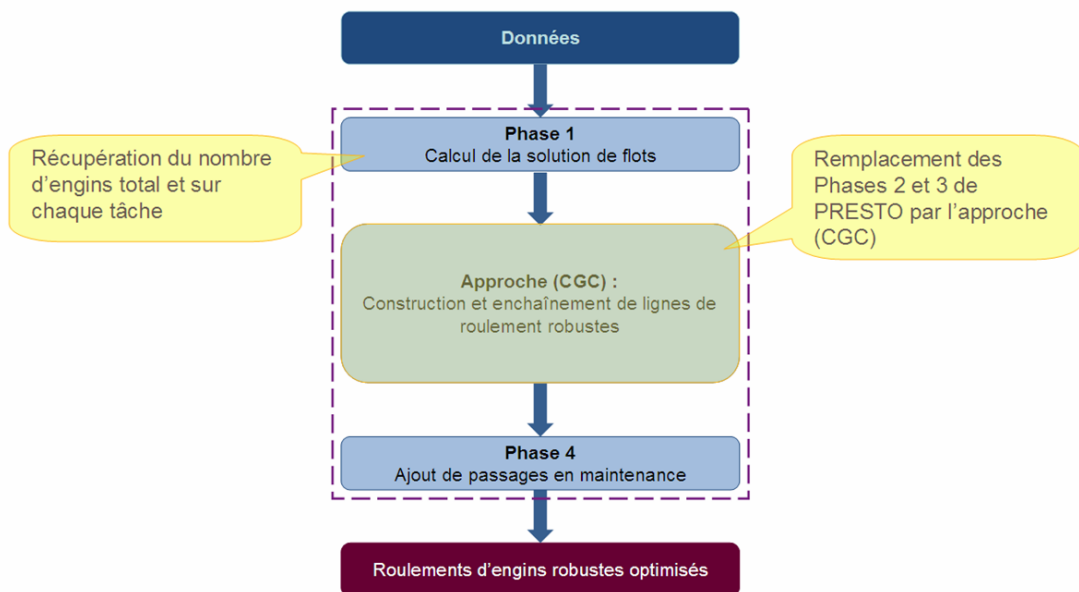 Données
Phase 1
Calcul de la solution de flots
Récupération du nombre
d'engins total et sur
chaque tâche
Remplacement des
Phases 2 et 3 de
PRESTO par l'approche
(CGC)
Approche (CGC) :
Construction et enchaînement de lignes de
roulement robustes
Phase 4
Ajout de passages en maintenance
Roulements d'engins robustes optimisés